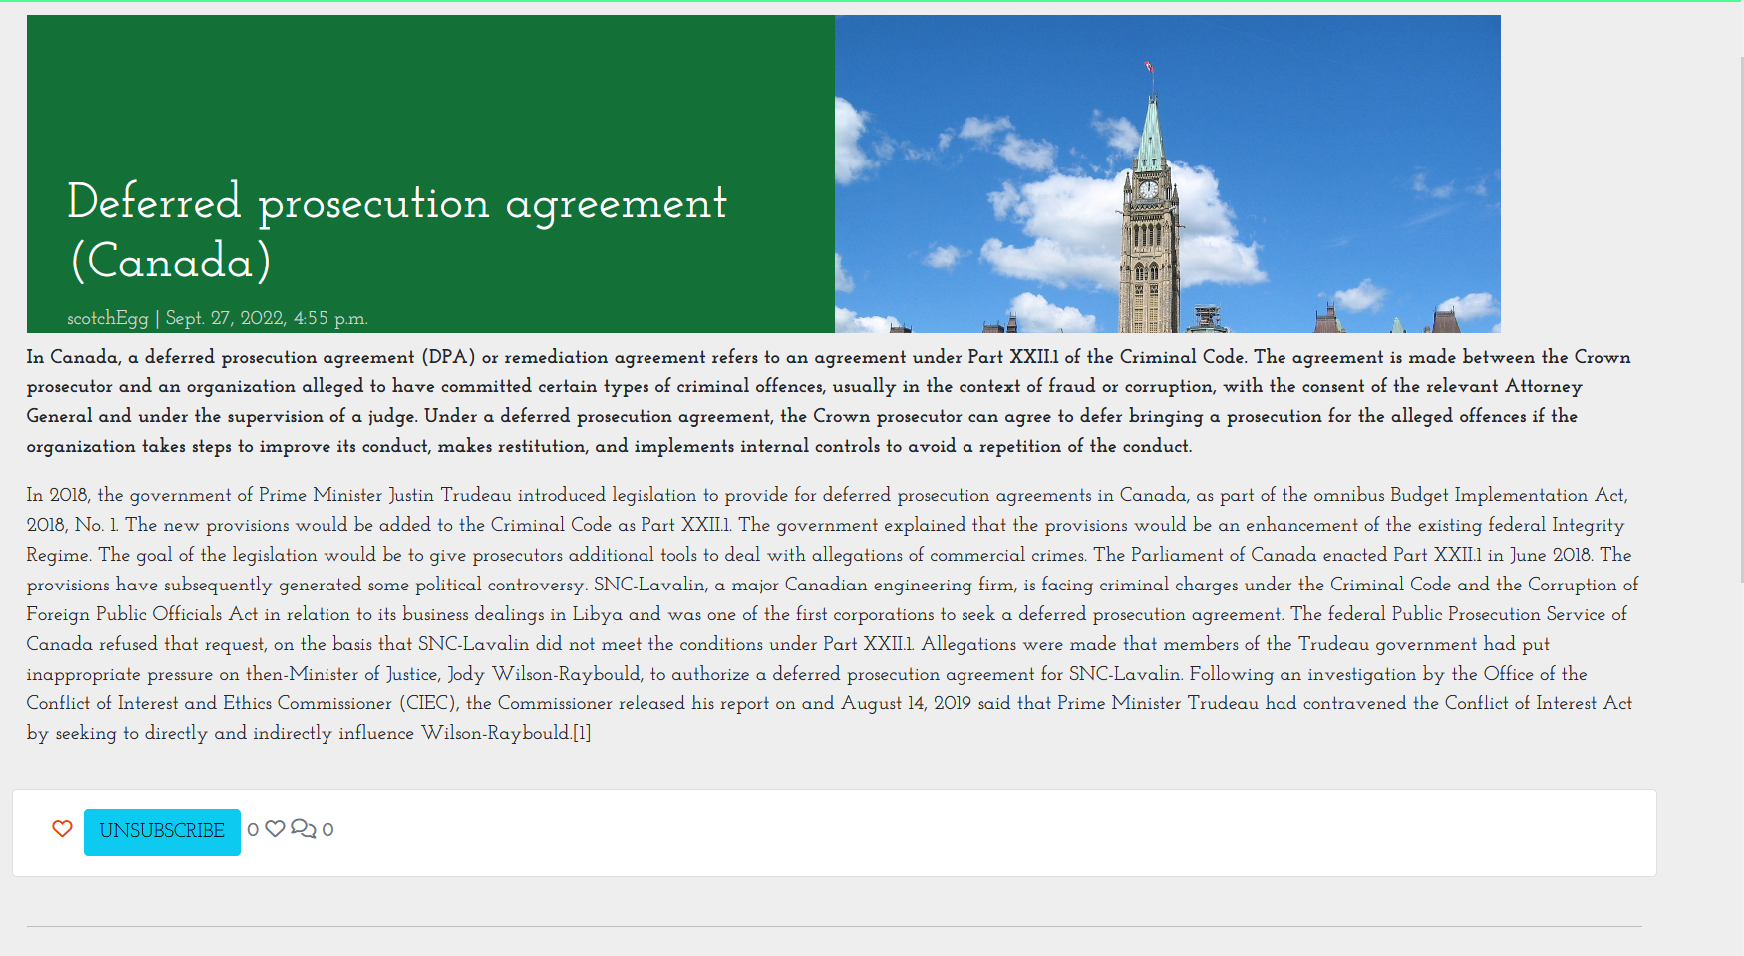 Deferred prosecution agreement
(Canada)
scotchEgg | Sept. 27, 2022, 4:55 p.m.
In Canada, a deferred prosecution agreement (DPA) or remediation agreement refers to an agreement under Part XXII.1 of the Criminal Code. The agreement is made between the Crown
prosecutor and an organization alleged to have committed certain types of criminal offences, usually in the context of fraud or corruption, with the consent of the relevant Attorney
General and under the supervision of a judge. Under a deferred prosecution agreement, the Crown prosecutor can agree to defer bringing a prosecution for the alleged offences if the
organization takes steps to improve its conduct, makes restitution, and implements internal controls to avoid a repetition of the conduct.
In 2018, the government of Prime Minister Justin Trudeau introduced legislation to provide for deferred prosecution agreements in Canada, as part of the omnibus Budget Implementation Act,
2018, No. 1. The new provisions would be added to the Criminal Code as Part XXII.1. The government explained that the provisions would be an enhancement of the existing federal Integrity
Regime. The goal of the legislation would be to give prosecutors additional tools to deal with allegations of commercial crimes. The Parliament of Canada enacted Part XXII.1 in June 2018. The
provisions have subsequently generated some political controversy. SNC-Lavalin, a major Canadian engineering firm, is facing criminal charges under the Criminal Code and the Corruption of
Foreign Public Officials Act in relation to its business dealings in Libya and was one of the first corporations to seek a deferred prosecution agreement. The federal Public Prosecution Service of
Canada refused that request, on the basis that SNC-Lavalin did not meet the conditions under Part XXII.1. Allegations were made that members of the Trudeau government had put
inappropriate pressure on then-Minister of Justice, Jody Wilson-Raybould, to authorize a deferred prosecution agreement for SNC-Lavalin. Following an investigation by the Office of the
Conflict of Interest and Ethics Commissioner (CIEC), the Commissioner released his report on and August 14, 2019 said that Prime Minister Trudeau had contravened the Conflict of Interest Act
by seeking to directly and indirectly influence Wilson-Raybould.[1]
UNSUBSCRIBE 0 0